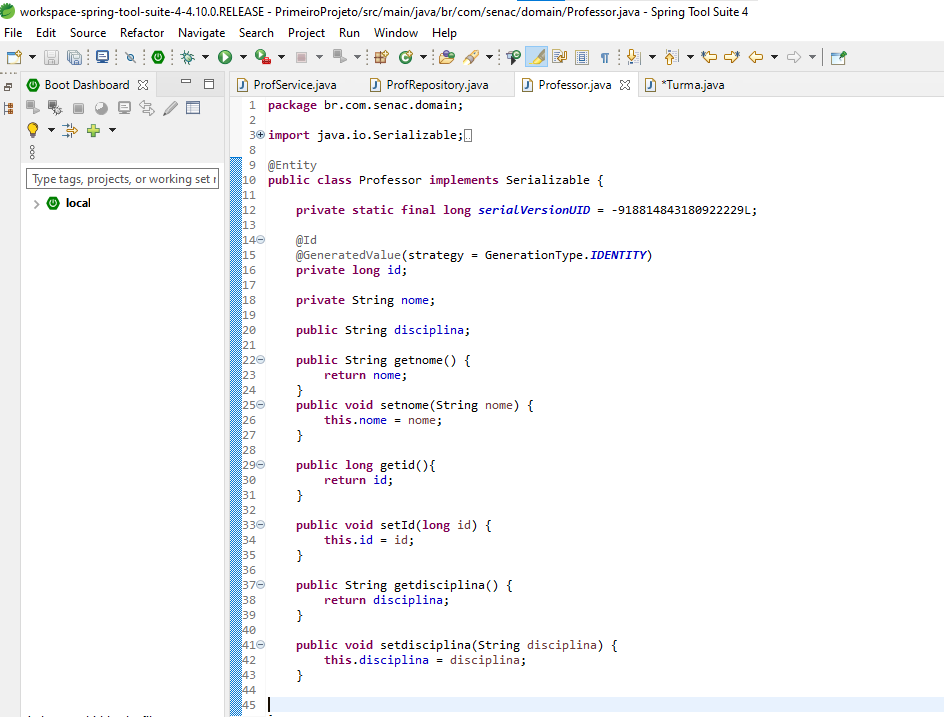 workspace-spring-tool-suite-4-4.10.0.RELEASE - PrimeiroProjeto/src/main/java/br/com/senac/domain/Professor.java - Spring Tool Suite 4
File Edit Source Refactor Navigate Search Project Run Window Help
Boot Dashboard
Type tags, projects, or working set
local
ProfService.java ProfRepository.java Professor.java *Turma.java
1 package br.com.senac.domain;
2
3 import java.io.Serializable;
8
9 @Entity
10 public class Professor implements Serializable {
11
12 private static final long serialVersionUID = -918814843180922229L;
13
14 @Id
15 @GeneratedValue(strategy = GenerationType.IDENTITY)
16 private long id;
17
18 private String nome;
19
20 public String disciplina;
21
22 public String getnome() {
23 return nome;
24 }
25 public void setnome(String nome) {
26 this.nome = nome;
27 }
28
29 public long getid(){
30 return id;
31 }
32
33 public void setId(long id) {
34 this.id = id;
35 }
36
37 public String getdisciplina() {
38 return disciplina;
39 }
40
41 public void setdisciplina(String disciplina) {
42 this.disciplina = disciplina;
43 }
44
45